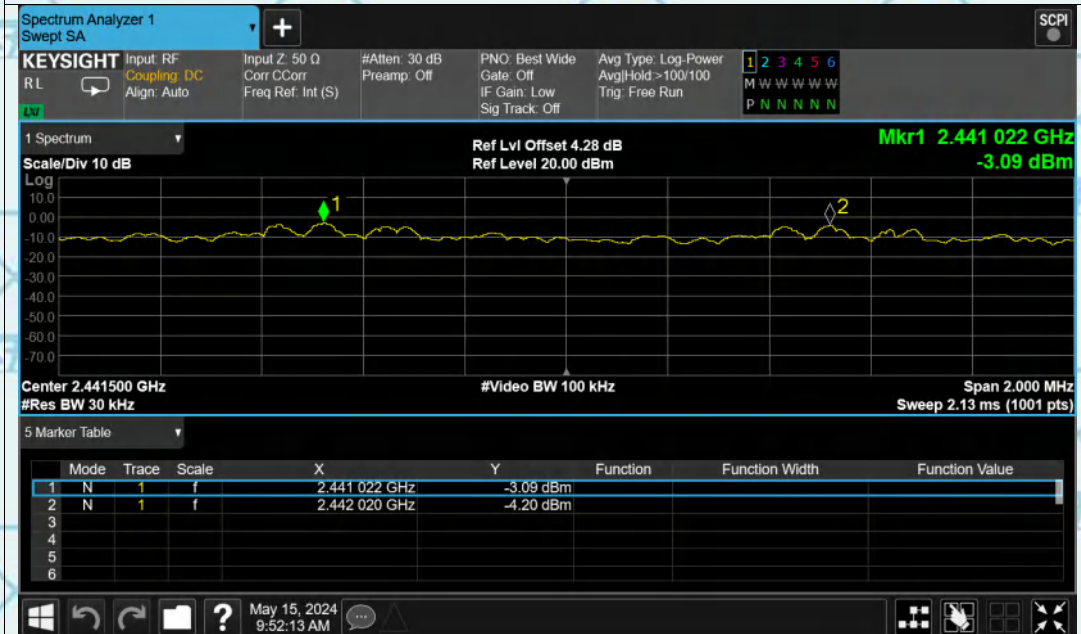 Spectrum Analyzer 1
Swept SA
+
SCPI
KEYSIGHT
R L
LXI
Input: RF
Coupling: DC
Align: Auto
Input Z: 50 Ω
Corr CCorr
Freq Ref: Int (S)
#Atten: 30 dB
Preamp: Off
PNO: Best Wide
Gate: Off
IF Gain: Low
Sig Track: Off
Avg Type: Log-Power
Avg|Hold:>100/100
Trig: Free Run
1 2 3 4 5 6
M W W W W W
P N N N N N
1 Spectrum
Scale/Div 10 dB
Ref Lvl Offset 4.28 dB
Ref Level 20.00 dBm
Mkr1 2.441 022 GHz
-3.09 dBm
Log
10.0
0.00
-10.0
-20.0
-30.0
-40.0
-50.0
-60.0
-70.0
1
2
Center 2.441500 GHz
#Video BW 100 kHz
Span 2.000 MHz
#Res BW 30 kHz
Sweep 2.13 ms (1001 pts)
5 Marker Table
Mode Trace Scale X Y Function Function Width Function Value
1 N 1 f 2.441 022 GHz -3.09 dBm
2 N 1 f 2.442 020 GHz -4.20 dBm
3
4
5
6
?
May 15, 2024
9:52:13 AM